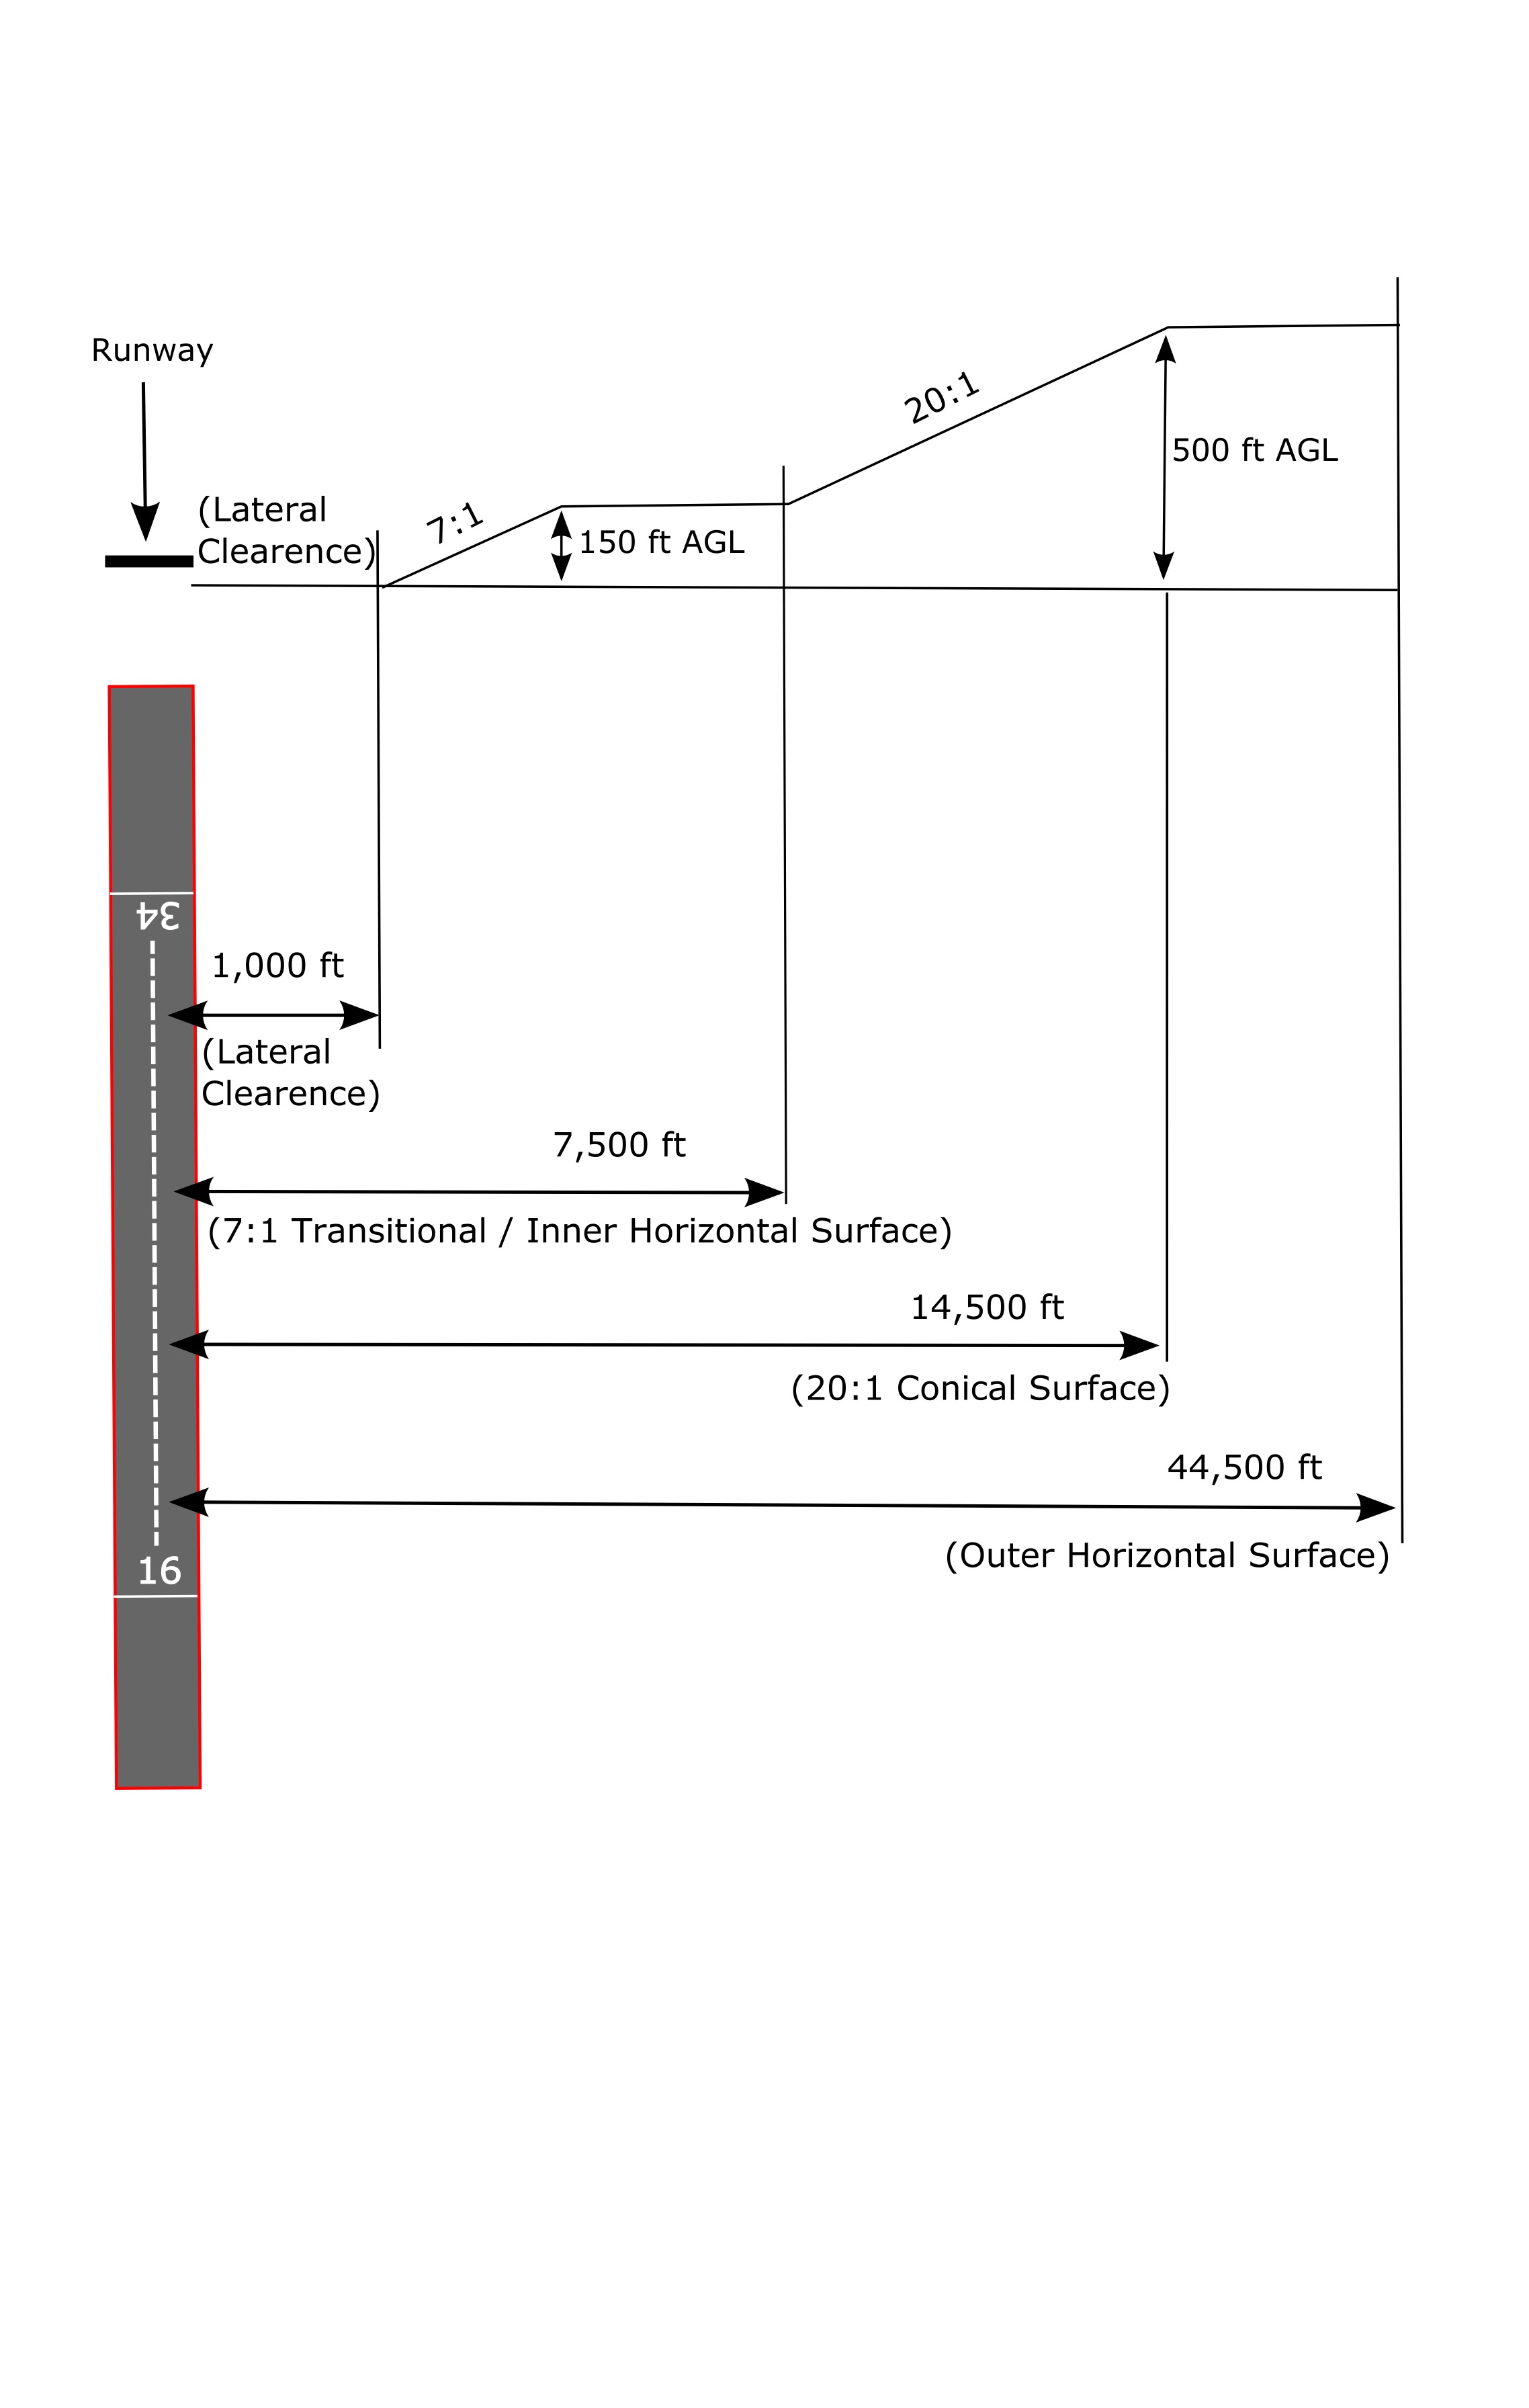 Runway
(Lateral
Clearence)
7:1
150 ft AGL
20:1
500 ft AGL
34
1,000 ft
(Lateral
Clearence)
7,500 ft
(7:1 Transitional / Inner Horizontal Surface)
14,500 ft
(20:1 Conical Surface)
44,500 ft
(Outer Horizontal Surface)
16